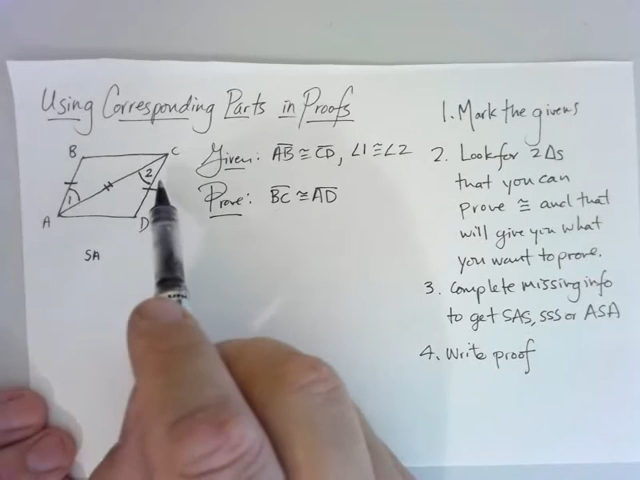 Using Corresponding Parts in Proofs
B
C
1
2
A
D
SA
Given: AB ≅ CD, ∠1 ≅ ∠2
Prove: BC ≅ AD
1. Mark the givens
2. Look for 2 Δs
that you can
prove ≅ and that
will give you what
you want to prove.
3. Complete missing info
to get SAS, SSS or ASA
4. Write proof